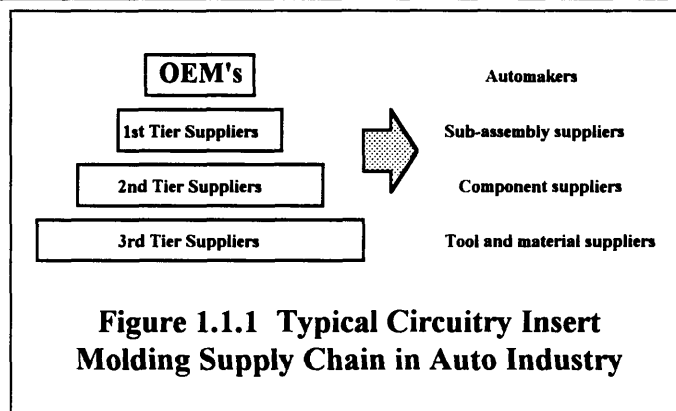 OEM's Automakers
1st Tier Suppliers Sub-assembly suppliers
2nd Tier Suppliers Component suppliers
3rd Tier Suppliers Tool and material suppliers
Figure 1.1.1 Typical Circuitry Insert
Molding Supply Chain in Auto Industry